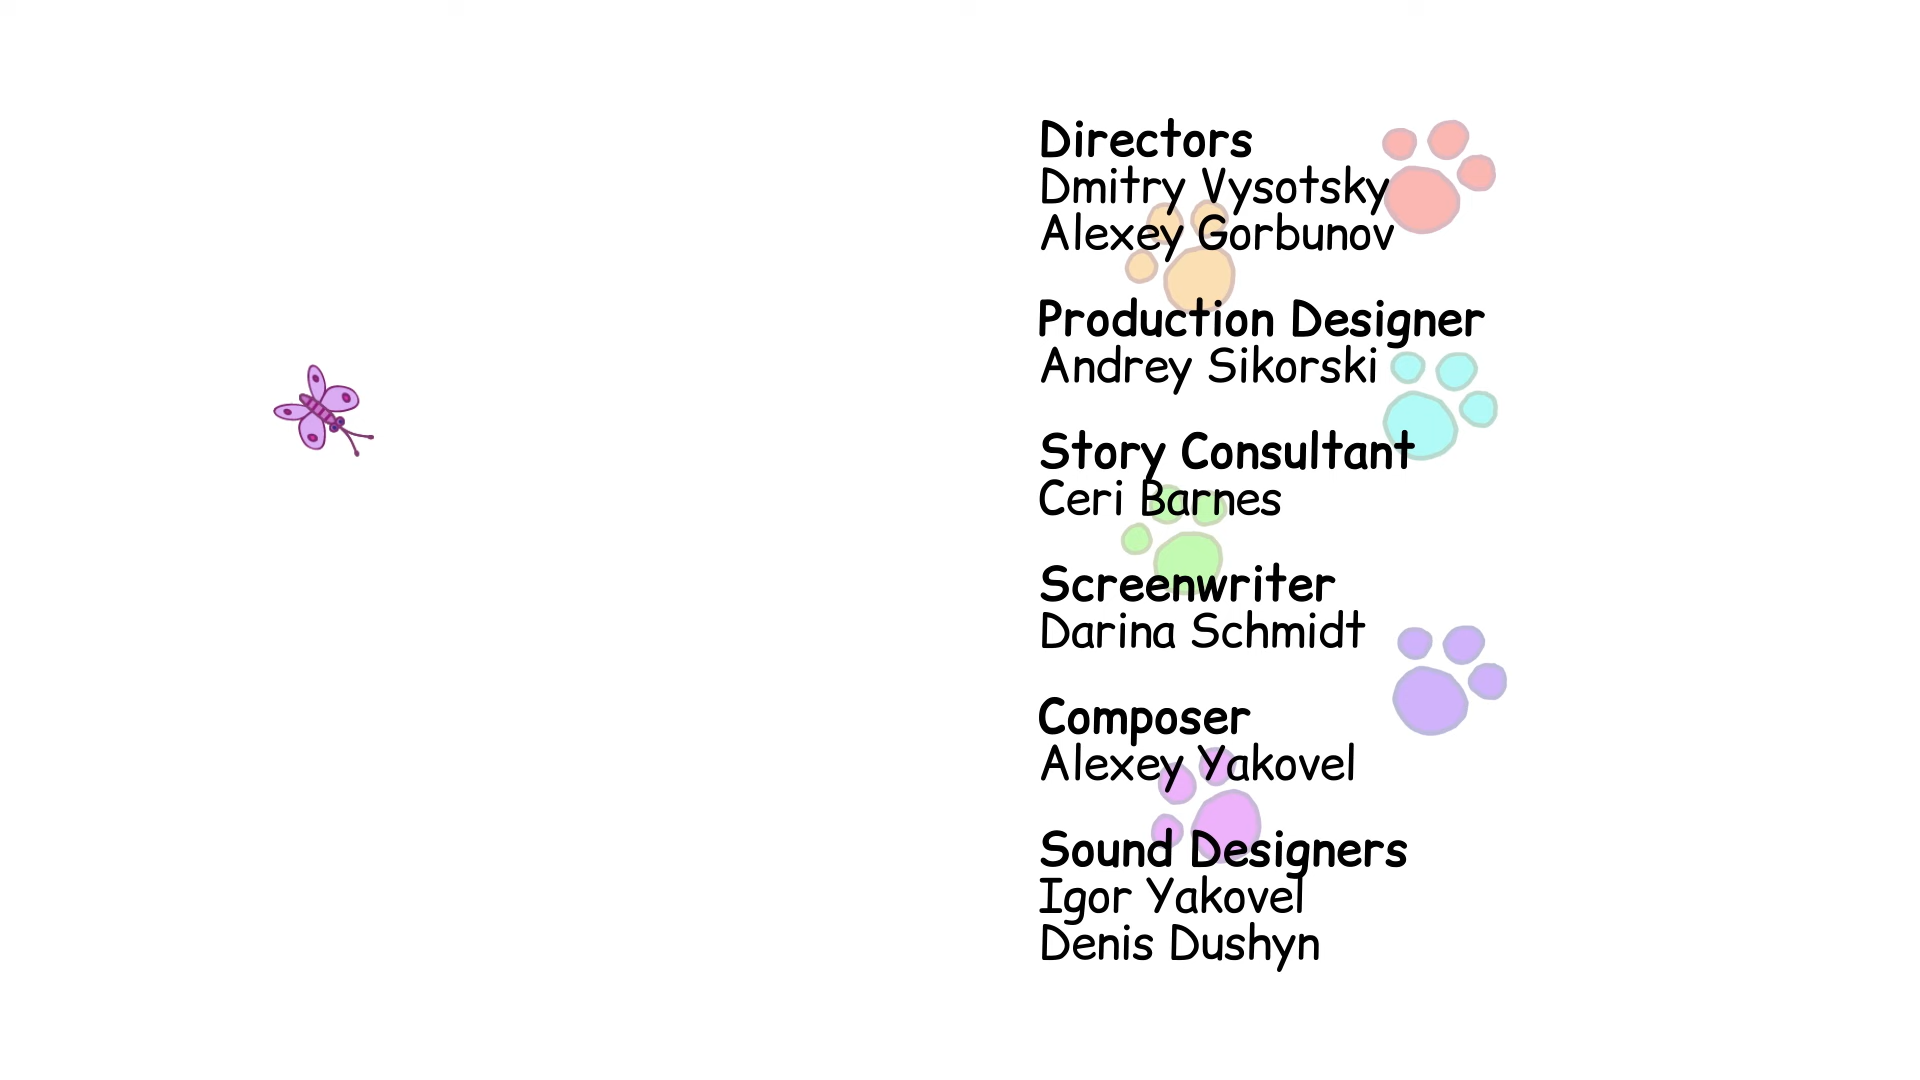 Directors
Dmitry Vysotsky
Alexey Gorbunov
Production Designer
Andrey Sikorski
Story Consultant
Ceri Barnes
Screenwriter
Darina Schmidt
Composer
Alexey Yakovel
Sound Designers
Igor Yakovel
Denis Dushyn